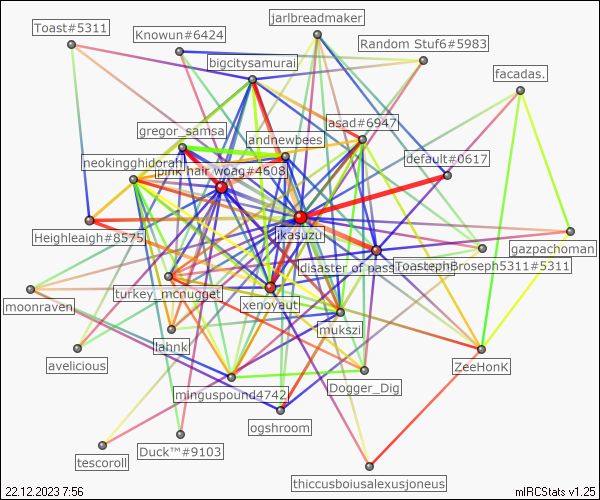 jarlbreadmaker
Toast#5311
Knowun#6424
Random Stuf6#5983
bigcitysamurai
facadas.
asad#6947
gregor_samsa
andnewbees
default#0617
neokingghidorah
pink hair woag#4608
ikasuzu
Heighleigh#8575
gazpachoman
disaster of pass
ToastephBroseph5311#5311
turkey_mcnugget
moonraven
xenoyaut
mukszi
lahnk
avelicious
ZeeHonK
Dogger_Dig
minguspound4742
ogshroom
Duck™#9103
tescoroll
thiccusboiusalexusjoneus
22.12.2023 7:56
mIRCStats v1.25